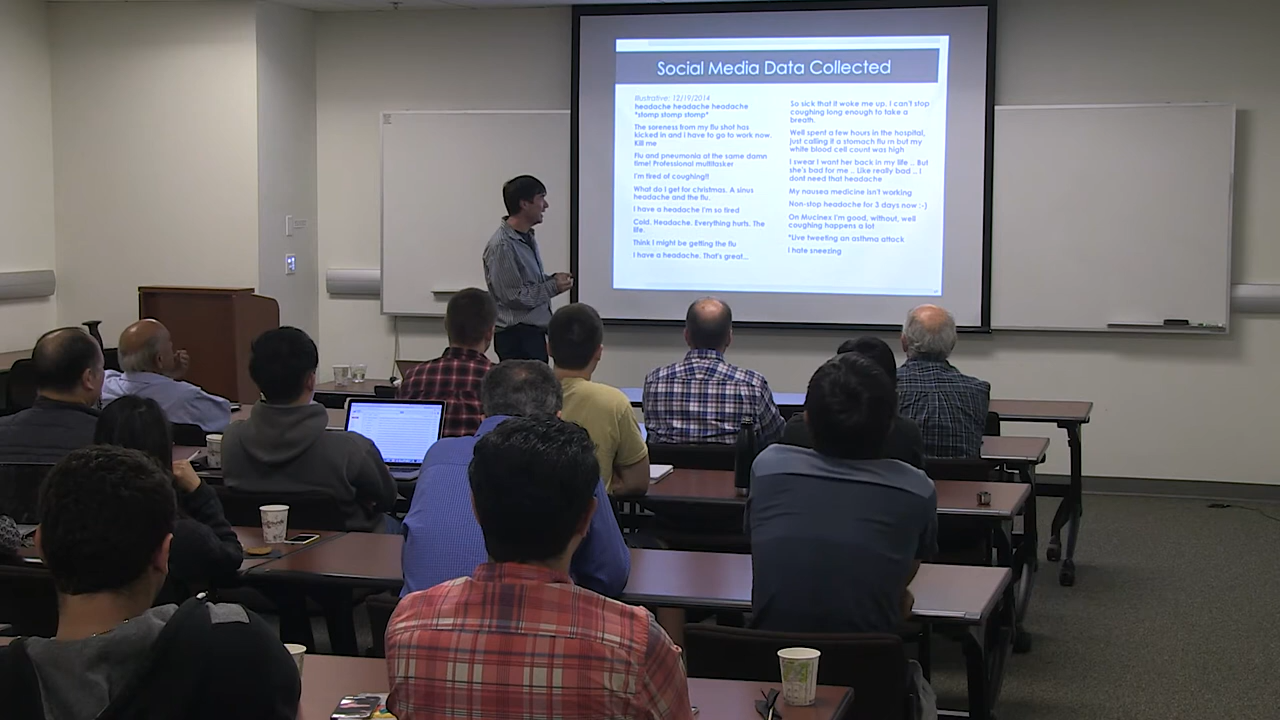 Social Media Data Collected
Illustrative: 12/19/2014
headache headache headache
*stomp stomp stomp*
The soreness from my flu shot has
kicked in and i have to go to work now.
Kill me
Flu and pneumonia at the same damn
time! Professional multitasker
I'm tired of coughing!!
What do I get for christmas. A sinus
headache and the flu.
I have a headache I'm so tired
Cold. Headache. Everything hurts. The
life.
Think I might be getting the flu
I have a headache. That's great...
So sick that it woke me up, I can't stop
coughing long enough to take a
breath.
Well spent a few hours in the hospital,
just calling it a stomach flu rn but my
white blood cell count was high
I swear I want her back in my life .. But
she's bad for me .. Like really bad .. I
dont need that headache
My nausea medicine isn't working
Non-stop headache for 3 days now :-)
On Mucinex I'm good, without, well
coughing happens a lot
*Live tweeting an asthma attack
I hate sneezing